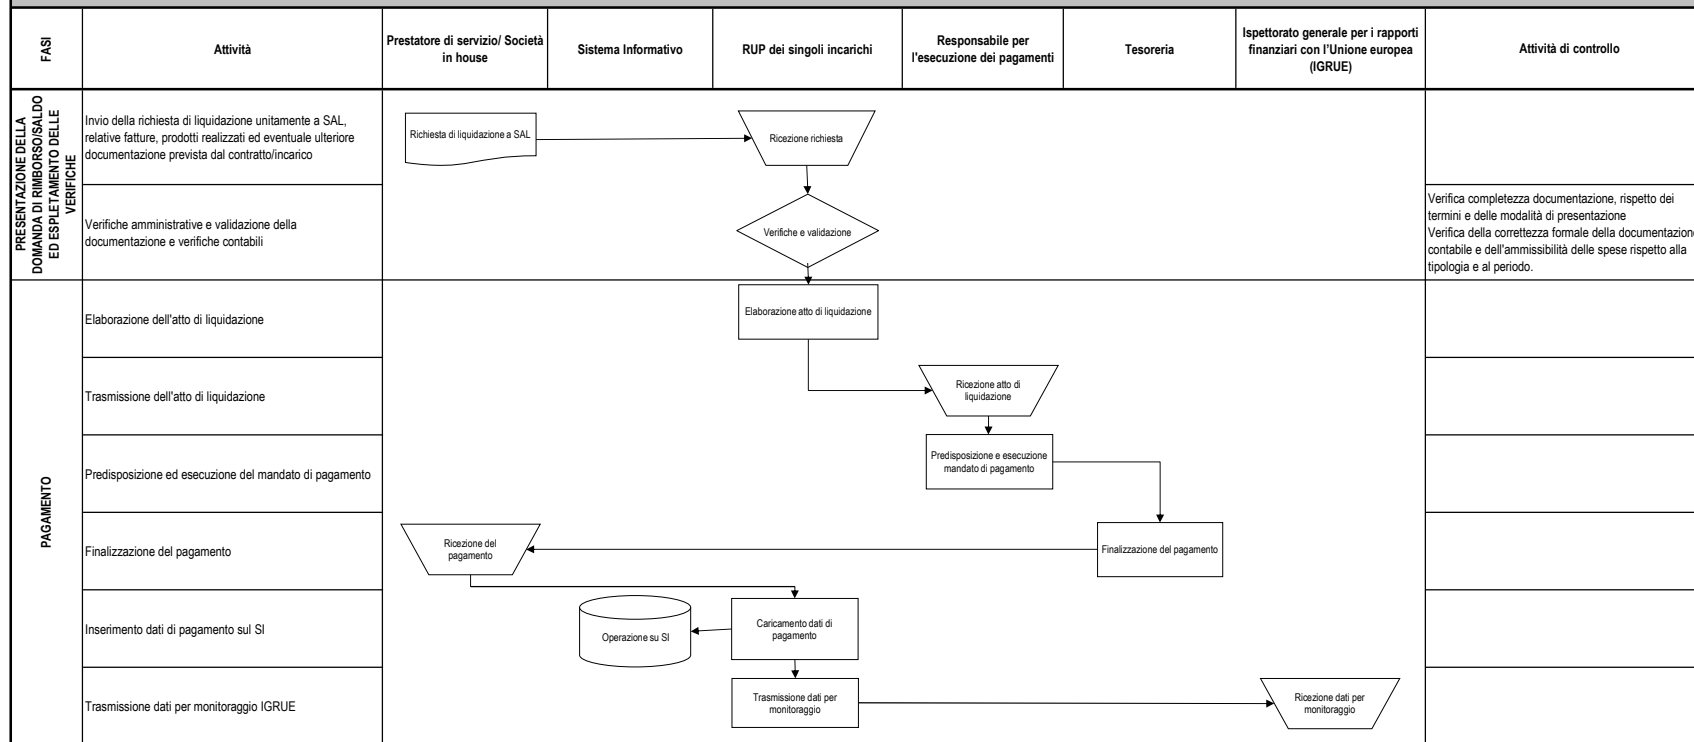 FASI
Attività
Prestatore di servizio/ Società
in house
Sistema Informativo
RUP dei singoli incarichi
Responsabile per
l'esecuzione dei pagamenti
Tesoreria
Ispettorato generale per i rapporti
finanziari con l'Unione europea
(IGRUE)
Attività di controllo
PRESENTAZIONE DELLA
DOMANDA DI RIMBORSO/SALDO
ED ESPLETAMENTO DELLE
VERIFICHE
Invio della richiesta di liquidazione unitamente a SAL,
relative fatture, prodotti realizzati ed eventuale ulteriore
documentazione prevista dal contratto/incarico
Richiesta di liquidazione a SAL
Ricezione richiesta
Verifiche amministrative e validazione della
documentazione e verifiche contabili
Verifiche e validazione
Verifica completezza documentazione, rispetto dei
termini e delle modalità di presentazione
Verifica della correttezza formale della documentazione
contabile e dell'ammissibilità delle spese rispetto alla
tipologia e al periodo.
PAGAMENTO
Elaborazione dell'atto di liquidazione
Elaborazione atto di liquidazione
Trasmissione dell'atto di liquidazione
Ricezione atto di
liquidazione
Predisposizione ed esecuzione del mandato di pagamento
Predisposizione e esecuzione
mandato di pagamento
Finalizzazione del pagamento
Ricezione del
pagamento
Finalizzazione del pagamento
Inserimento dati di pagamento sul SI
Operazione su SI
Caricamento dati di
pagamento
Trasmissione dati per monitoraggio IGRUE
Trasmissione dati per
monitoraggio
Ricezione dati per
monitoraggio